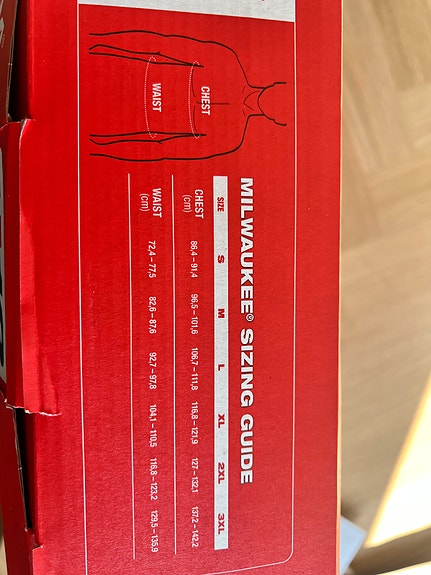 CHEST
WAIST
MILWAUKEE® SIZING GUIDE
SIZE S M L XL 2XL 3XL
CHEST (cm) 86.4 – 91,4 96,5 – 101,6 106,7 – 111,8 116,8 – 121,9 127 – 132,1 137,2 – 142,2
WAIST (cm) 72,4 – 77,5 82,6 – 87,6 92,7 – 97,8 104,1 – 110,5 116,8 – 123,2 129,5 – 135,9